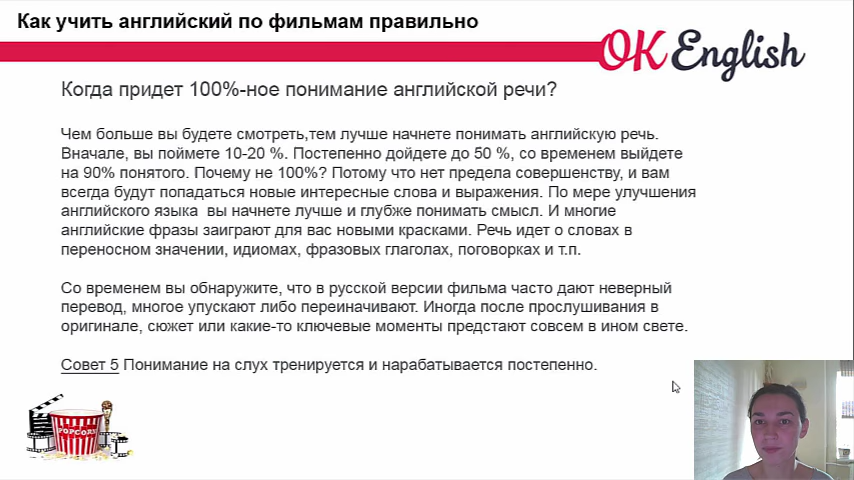 Как учить английский по фильмам правильно
OK English
Когда придет 100%-ное понимание английской речи?
Чем больше вы будете смотреть,тем лучше начнете понимать английскую речь.
Вначале, вы поймете 10-20 %. Постепенно дойдете до 50 %, со временем выйдете
на 90% понятого. Почему не 100%? Потому что нет предела совершенству, и вам
всегда будут попадаться новые интересные слова и выражения. По мере улучшения
английского языка вы начнете лучше и глубже понимать смысл. И многие
английские фразы заиграют для вас новыми красками. Речь идет о словах в
переносном значении, идиомах, фразовых глаголах, поговорках и т.п.
Со временем вы обнаружите, что в русской версии фильма часто дают неверный
перевод, многое упускают либо переиначивают. Иногда после прослушивания в
оригинале, сюжет или какие-то ключевые моменты предстают совсем в ином свете.
Совет 5 Понимание на слух тренируется и нарабатывается постепенно.
POPCORN